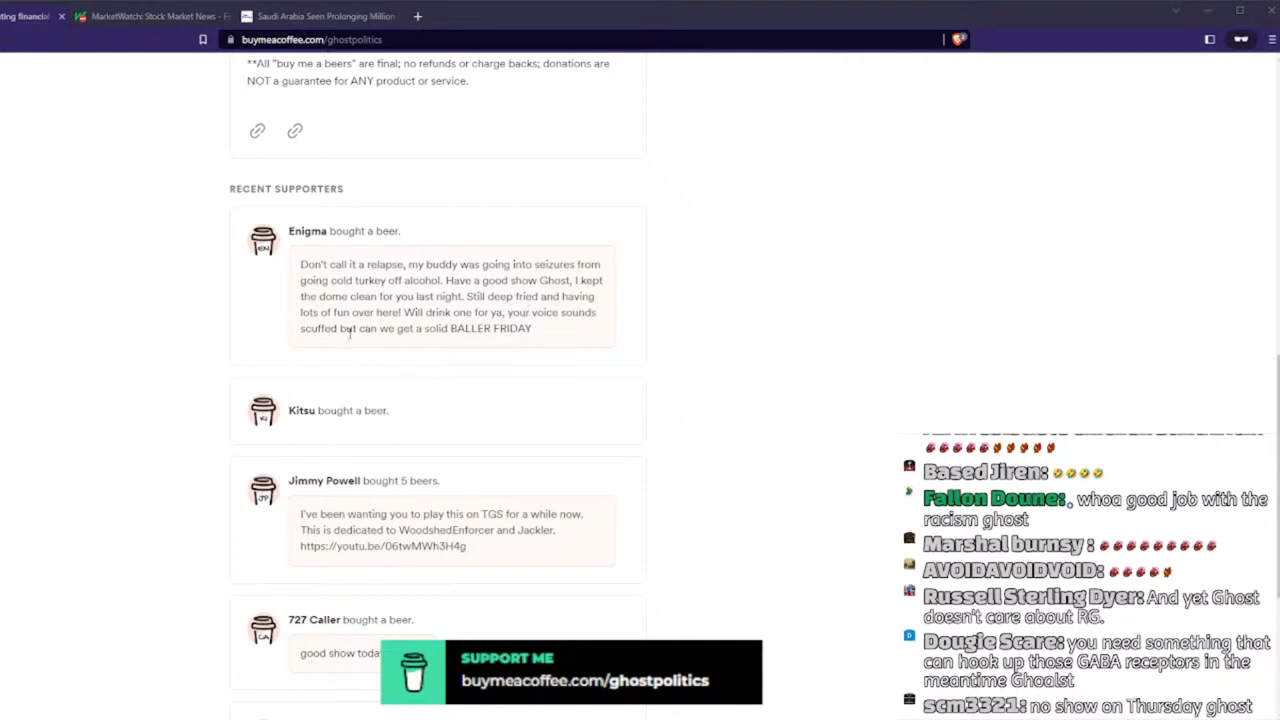 ting financial
MarketWatch: Stock Market News - F
Saudi Arabia Seen Prolonging Million
buymeacoffee.com/ghostpolitics
**All "buy me a beers" are final; no refunds or charge backs; donations are
NOT a guarantee for ANY product or service.
RECENT SUPPORTERS
Enigma bought a beer.
Don't call it a relapse, my buddy was going into seizures from
going cold turkey off alcohol. Have a good show Ghost, I kept
the dome clean for you last night. Still deep fried and having
lots of fun over here! Will drink one for ya, your voice sounds
scuffed but can we get a solid BALLER FRIDAY
Kitsu bought a beer.
Jimmy Powell bought 5 beers.
I've been wanting you to play this on TGS for a while now.
This is dedicated to WoodshedEnforcer and Jackler.
https://youtu.be/06twMWh3H4g
727 Caller bought a beer.
good show toda
SUPPORT ME
buymeacoffee.com/ghostpolitics
Based Jiren:
Fallon Doune: whoa good job with the
racism ghost
Marshal burnsy :
AVOIDAVOIDVOID:
Russell Sterling Dyer: And yet Ghost
doesn't care about RG.
Dougie Scare: you need something that
can hook up those GABA receptors in the
meantime Ghoalst
scm3321: no show on Thursday ghost